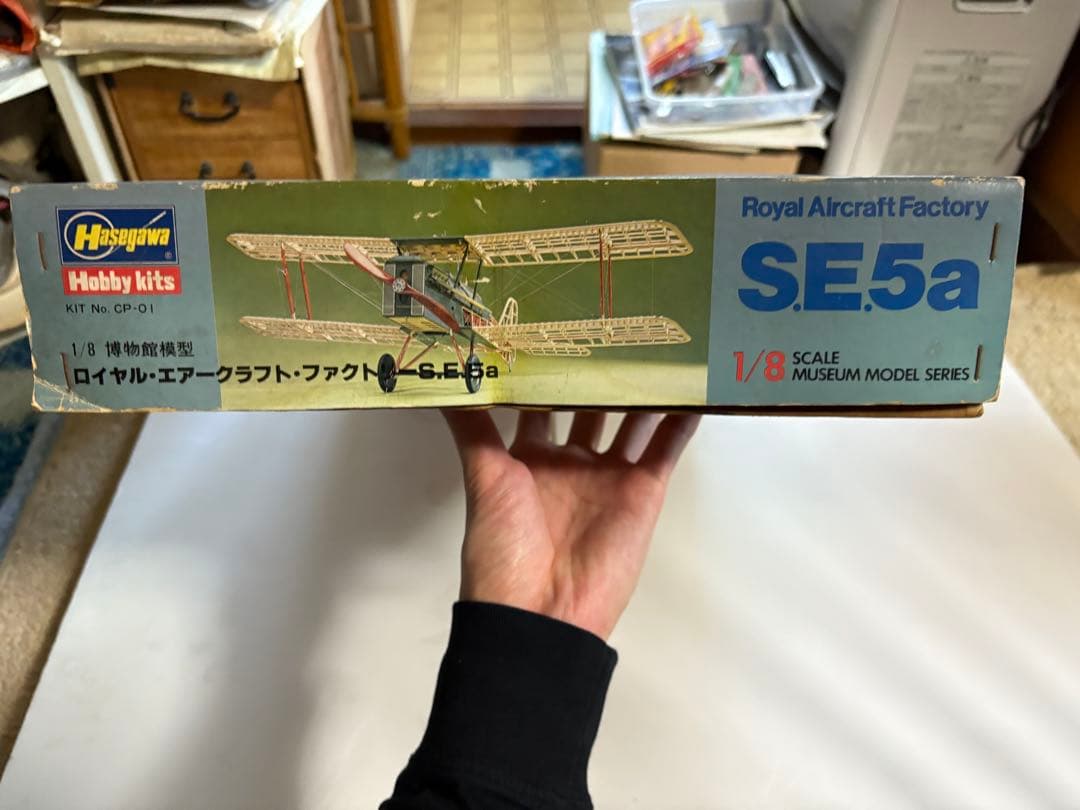 Hasegawa
Hobby kits
KIT No. CP-01
1/8 博物館模型
ロイヤル・エアークラフト・ファクトリーS.E.5a
Royal Aircraft Factory
S.E.5a
1/8 SCALE
MUSEUM MODEL SERIES